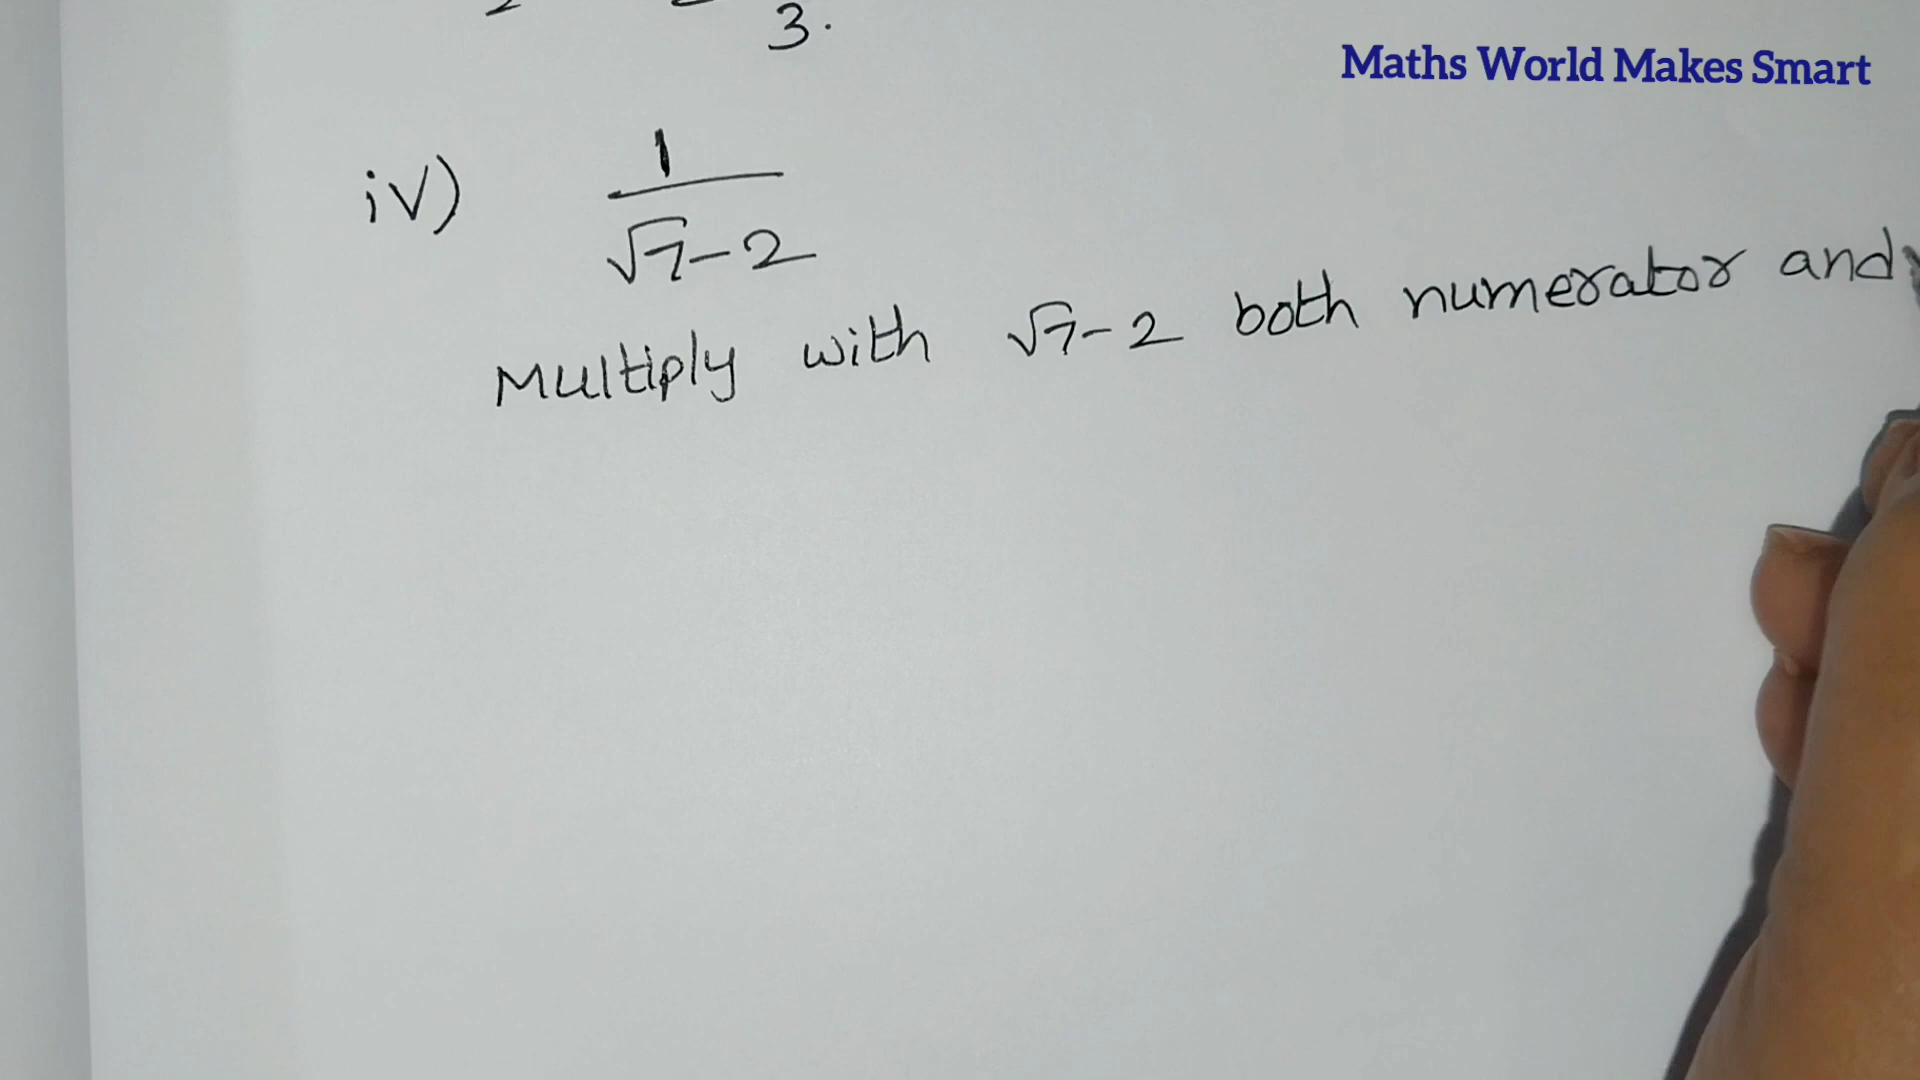 3.
Maths World Makes Smart
iv) 1
√7-2
Multiply with √7-2 both numerator and